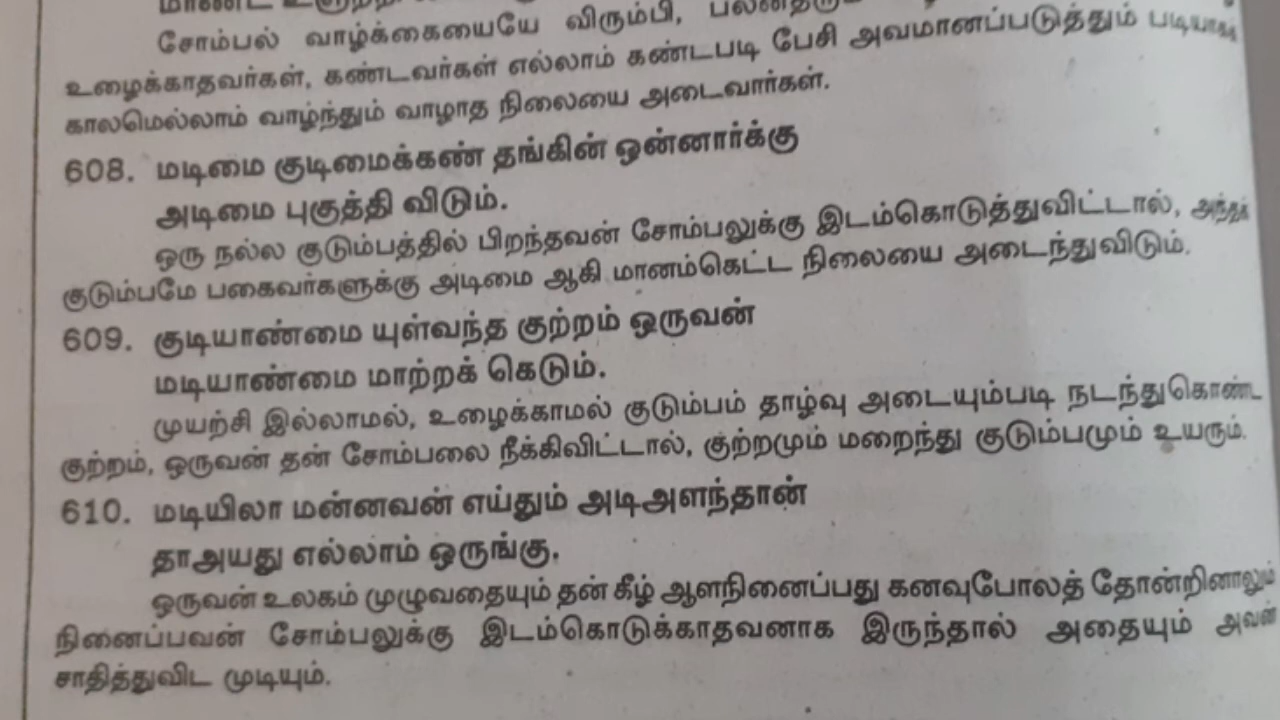 சோம்பல் வாழ்க்கையையே விரும்பி,
உழைக்காதவர்கள், கண்டவர்கள் எல்லாம் கண்டபடி பேசி அவமானப்படுத்தும் படியாகக்
காலமெல்லாம் வாழ்ந்தும் வாழாத நிலையை அடைவார்கள்.
608. மடிமை குடிமைக்கண் தங்கின் ஒன்னார்க்கு
அடிமை புகுத்தி விடும்.
ஒரு நல்ல குடும்பத்தில் பிறந்தவன் சோம்பலுக்கு இடம்கொடுத்துவிட்டால், அந்தக்
குடும்பமே பகைவர்களுக்கு அடிமை ஆகி மானம்கெட்ட நிலையை அடைந்துவிடும்.
609. குடியாண்மை யுள்வந்த குற்றம் ஒருவன்
மடியாண்மை மாற்றக் கெடும்.
முயற்சி இல்லாமல், உழைக்காமல் குடும்பம் தாழ்வு அடையும்படி நடந்துகொண்ட
குற்றம், ஒருவன் தன் சோம்பலை நீக்கிவிட்டால், குற்றமும் மறைந்து குடும்பமும் உயரும்.
610. மடியிலா மன்னவன் எய்தும் அடிஅளந்தான்
தாஅயது எல்லாம் ஒருங்கு.
ஒருவன் உலகம் முழுவதையும் தன் கீழ் ஆளநினைப்பது கனவுபோலத் தோன்றினாலும்
நினைப்பவன் சோம்பலுக்கு இடம்கொடுக்காதவனாக இருந்தால் அதையும் அவன்
சாதித்துவிட முடியும்.